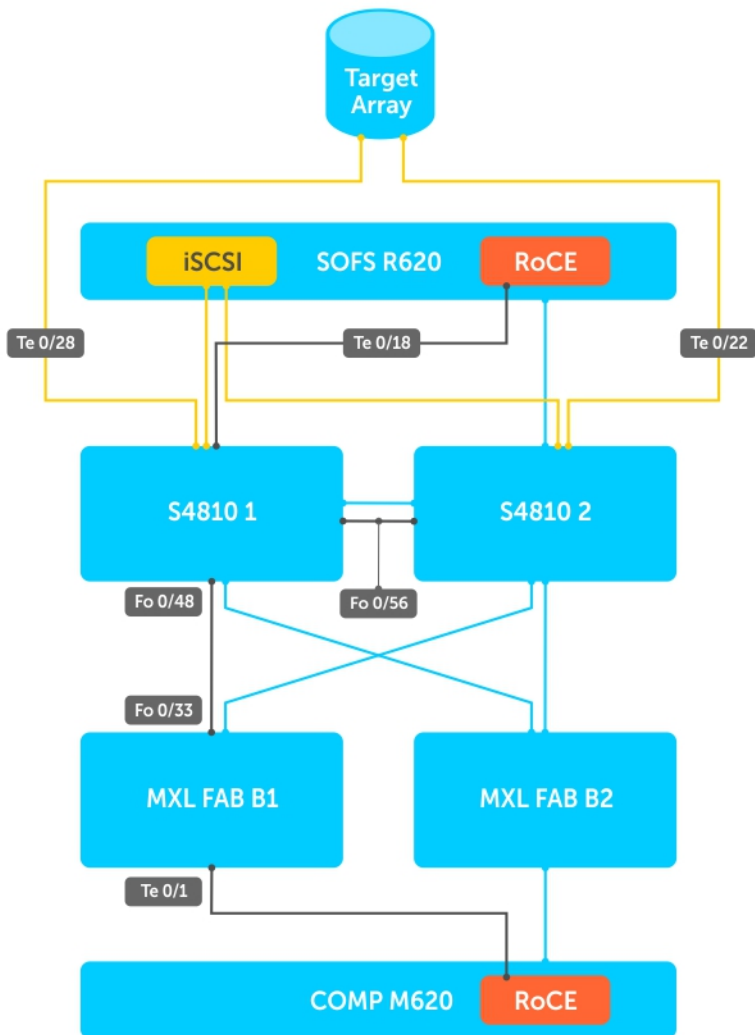 Target
Array
iSCSI
SOFS R620
RoCE
Te 0/28
Te 0/18
Te 0/22
S4810 1
S4810 2
Fo 0/48
Fo 0/56
Fo 0/33
MXL FAB B1
MXL FAB B2
Te 0/1
COMP M620
RoCE